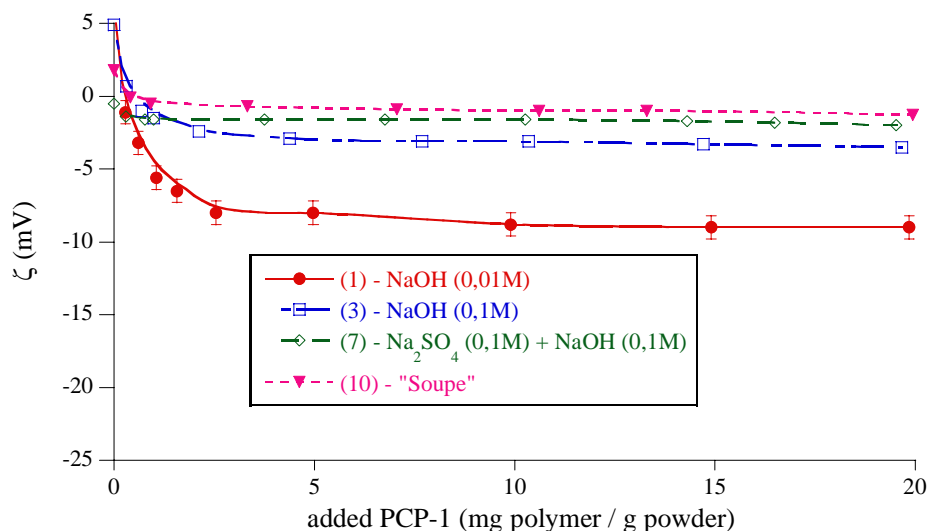 5
0
-5
-10
-15
-20
-25
ζ (mV)
(1) - NaOH (0,01M)
(3) - NaOH (0,1M)
(7) - Na₂SO₄ (0,1M) + NaOH (0,1M)
(10) - "Soupe"
0 5 10 15 20
added PCP-1 (mg polymer / g powder)